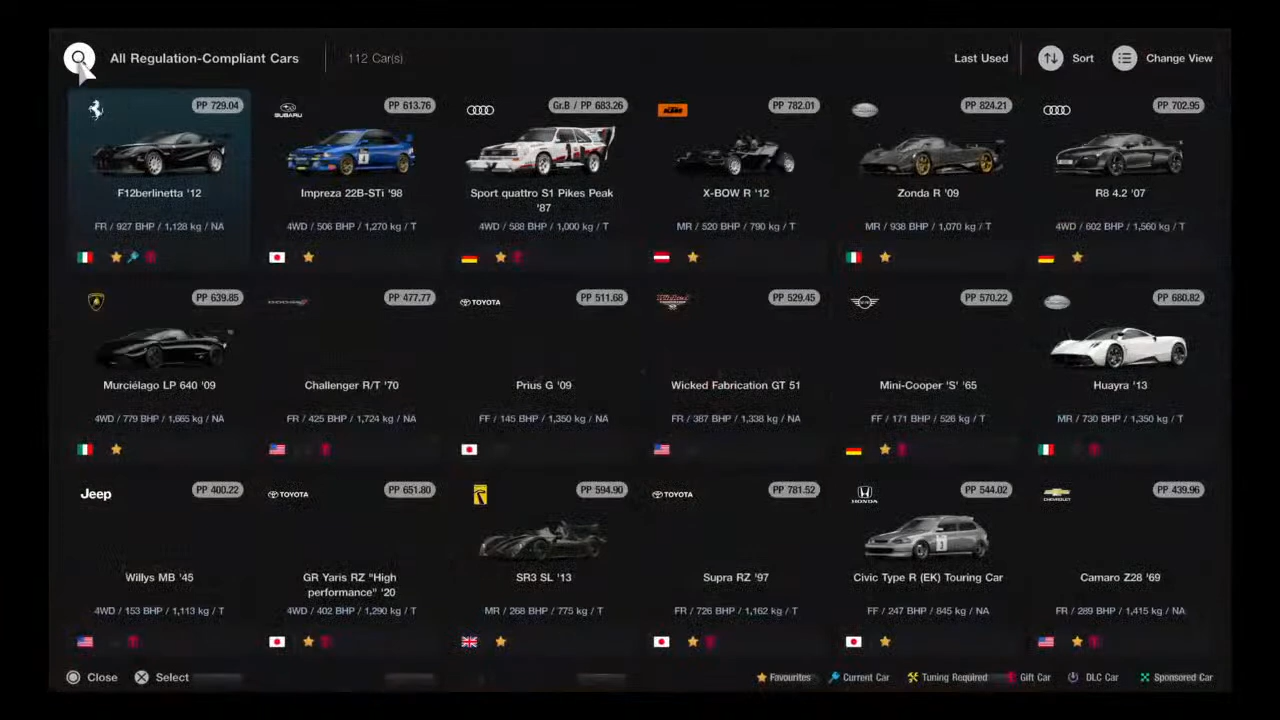 All Regulation-Compliant Cars
112 Car(s)
Last Used
Sort
Change View
PP 729.04
F12berlinetta '12
FR / 927 BHP / 1,128 kg / NA
SUBARU
PP 613.76
Impreza 22B-STi '98
4WD / 506 BHP / 1,270 kg / T
Gr.B / PP 683.26
Sport quattro S1 Pikes Peak
'87
4WD / 588 BHP / 1,000 kg / T
PP 782.01
X-BOW R '12
MR / 520 BHP / 790 kg / T
PP 824.21
Zonda R '09
MR / 938 BHP / 1,070 kg / T
PP 702.95
R8 4.2 '07
4WD / 602 BHP / 1,560 kg / T
PP 639.85
Murciélago LP 640 '09
4WD / 779 BHP / 1,665 kg / NA
PP 477.77
Challenger R/T '70
FR / 425 BHP / 1,724 kg / NA
TOYOTA
PP 511.68
Prius G '09
FF / 145 BHP / 1,350 kg / NA
PP 529.45
Wicked Fabrication GT 51
FR / 387 BHP / 1,338 kg / NA
PP 570.22
Mini-Cooper 'S' '65
FF / 171 BHP / 526 kg / T
PP 680.82
Huayra '13
MR / 730 BHP / 1,350 kg / T
Jeep
PP 400.22
Willys MB '45
4WD / 153 BHP / 1,113 kg / T
TOYOTA
PP 651.80
GR Yaris RZ "High
performance" '20
4WD / 402 BHP / 1,290 kg / T
PP 594.90
SR3 SL '13
MR / 268 BHP / 775 kg / T
TOYOTA
PP 781.52
Supra RZ '97
FR / 726 BHP / 1,162 kg / T
HONDA
PP 544.02
Civic Type R (EK) Touring Car
FF / 247 BHP / 845 kg / NA
CHEVROLET
PP 439.96
Camaro Z28 '69
FR / 289 BHP / 1,415 kg / NA
Close
Select
Favourites
Current Car
Tuning Required
Gift Car
DLC Car
Sponsored Car